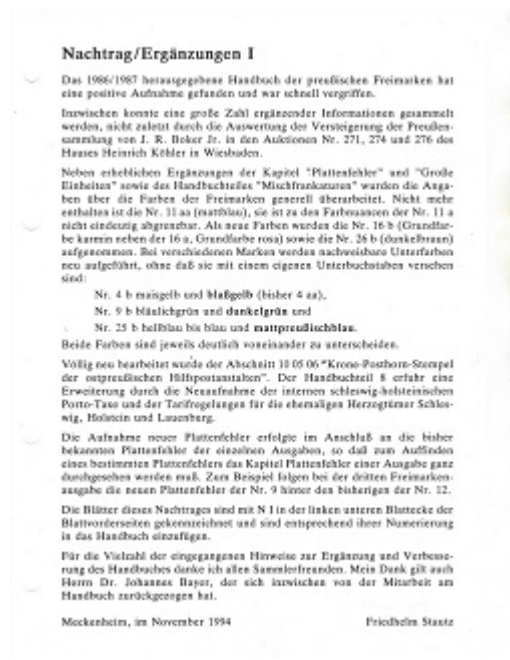 Nachtrag/Ergänzungen I
Das 1986/1987 herausgegebene Handbuch der preußischen Freimarken hat
eine positive Aufnahme gefunden und war schnell vergriffen.
Inzwischen konnte eine große Zahl ergänzender Informationen gesammelt
werden, nicht zuletzt durch die Auswertung der Versteigerung der Preußen-
sammlung von J. R. Boker Jr. in den Auktionen Nr. 271, 274 und 276 des
Hauses Heinrich Köhler in Wiesbaden.
Neben erheblichen Ergänzungen der Kapitel "Plattenfehler" und "Große
Einheiten" sowie des Handbuchteiles "Mischfrankaturen" wurden die Anga-
ben über die Farben der Freimarken generell überarbeitet. Nicht mehr
enthalten ist die Nr. 11 aa (mattblau), sie ist zu den Farbnuancen der Nr. 11 a
nicht eindeutig abgrenzbar. Als neue Farben wurden die Nr. 16 b (Grundfar-
be karmin neben der 16 a, Grundfarbe rosa) sowie die Nr. 26 b (dunkelbraun)
aufgenommen. Bei verschiedenen Marken werden nachweisbare Unterfarben
neu aufgeführt, ohne daß sie mit einem eigenen Unterbuchstaben versehen
sind:
Nr. 4 b maisgelb und blaßgelb (bisher 4 aa),
Nr. 9 b bläulichgrün und dunkelgrün und
Nr. 25 b hellblau bis blau und mattpreußischblau.
Beide Farben sind jeweils deutlich voneinander zu unterscheiden.
Völlig neu bearbeitet wurde der Abschnitt 10 05 06 "Krone-Posthorn-Stempel
der ostpreußischen Hilfspostanstalten". Der Handbuchteil 8 erfuhr eine
Erweiterung durch die Neuaufnahme der internen schleswig-holsteinischen
Porto-Taxe und der Tarifregelungen für die ehemaligen Herzogtümer Schles-
wig, Holstein und Lauenburg.
Die Aufnahme neuer Plattenfehler erfolgte im Anschluß an die bisher
bekannten Plattenfehler der einzelnen Ausgaben, so daß zum Auffinden
eines bestimmten Plattenfehlers das Kapitel Plattenfehler einer Ausgabe ganz
durchgesehen werden muß. Zum Beispiel folgen bei der dritten Freimarken-
ausgabe die neuen Plattenfehler der Nr. 9 hinter den bisherigen der Nr. 12.
Die Blätter dieses Nachtrages sind mit N I in der linken unteren Blattecke der
Blattvorderseiten gekennzeichnet und sind entsprechend ihrer Numerierung
in das Handbuch einzufügen.
Für die Vielzahl der eingegangenen Hinweise zur Ergänzung und Verbesse-
rung des Handbuches danke ich allen Sammlerfreunden. Mein Dank gilt auch
Herrn Dr. Johannes Bayer, der sich inzwischen von der Mitarbeit am
Handbuch zurückgezogen hat.
Meckenheim, im November 1994 Friedhelm Stautz